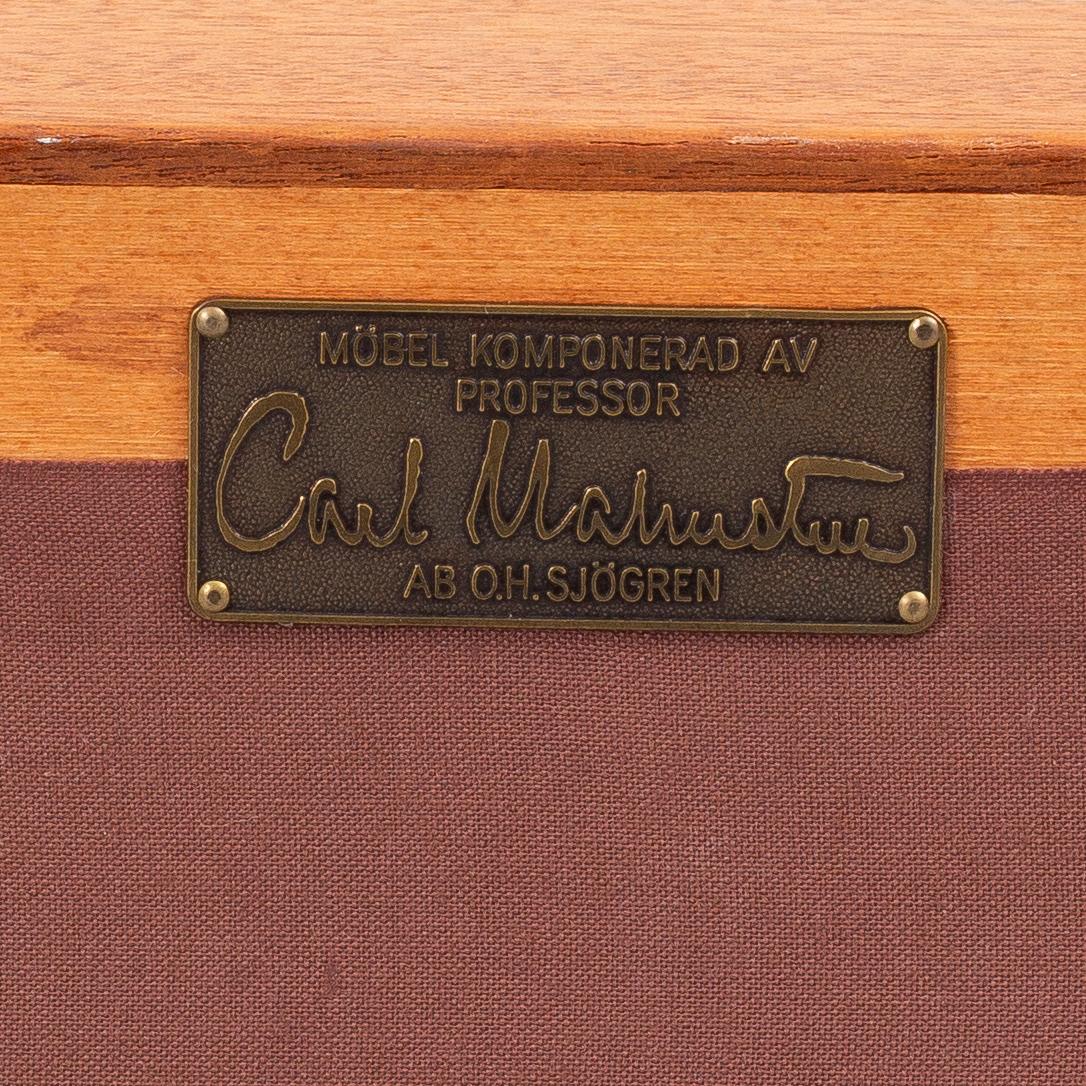 MÖBEL KOMPONERAD AV
PROFESSOR
Carl Malmsten
AB O.H. SJÖGREN